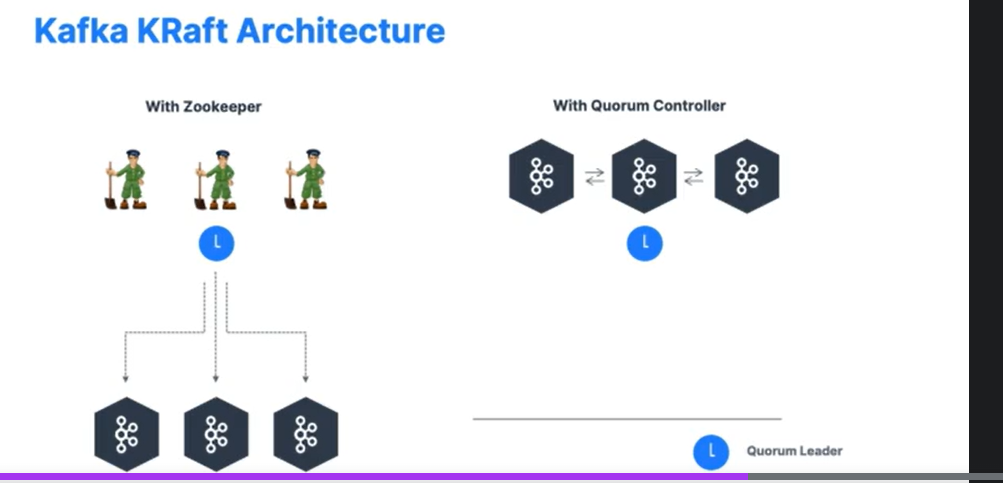 Kafka KRaft Architecture
With Zookeeper
With Quorum Controller
L
L
L
Quorum Leader